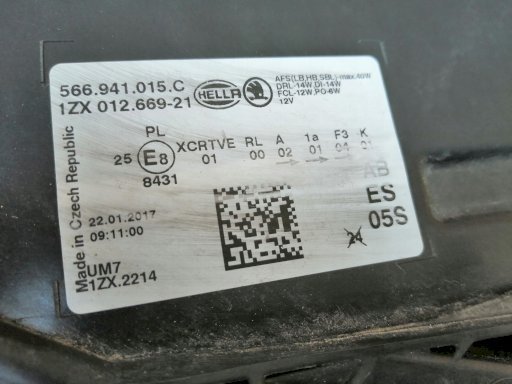 566.941.015.C
1ZX 012.669-21
HELLA
AFS(LB,HB,SBL)-max.40W
DRL-14W,DI-14W
FCL-12W,PO-6W
12V
PL
25 E8
8431
XCRTVE RL A 1a F3 K
01 00 02 01 04
AB
ES
05S
24
Made in Czech Republic
22.01.2017
09:11:00
UM7
1ZX.2214